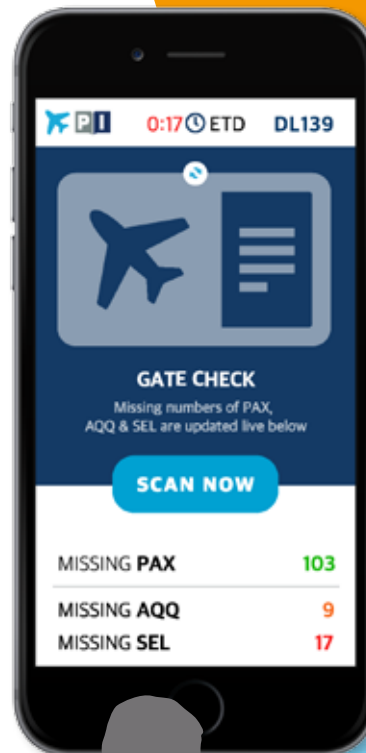 PI 0:17 ETD DL139
GATE CHECK
Missing numbers of PAX,
AQQ & SEL are updated live below
SCAN NOW
MISSING PAX 103
MISSING AQQ 9
MISSING SEL 17